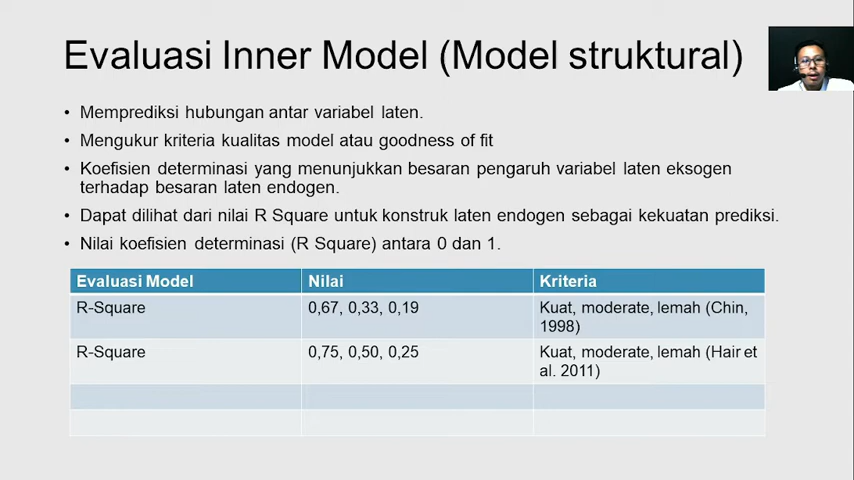 Evaluasi Inner Model (Model struktural)
• Memprediksi hubungan antar variabel laten.
• Mengukur kriteria kualitas model atau goodness of fit
• Koefisien determinasi yang menunjukkan besaran pengaruh variabel laten eksogen
terhadap besaran laten endogen.
• Dapat dilihat dari nilai R Square untuk konstruk laten endogen sebagai kekuatan prediksi.
• Nilai koefisien determinasi (R Square) antara 0 dan 1.
Evaluasi Model Nilai Kriteria
R-Square 0,67, 0,33, 0,19 Kuat, moderate, lemah (Chin,
1998)
R-Square 0,75, 0,50, 0,25 Kuat, moderate, lemah (Hair et
al. 2011)